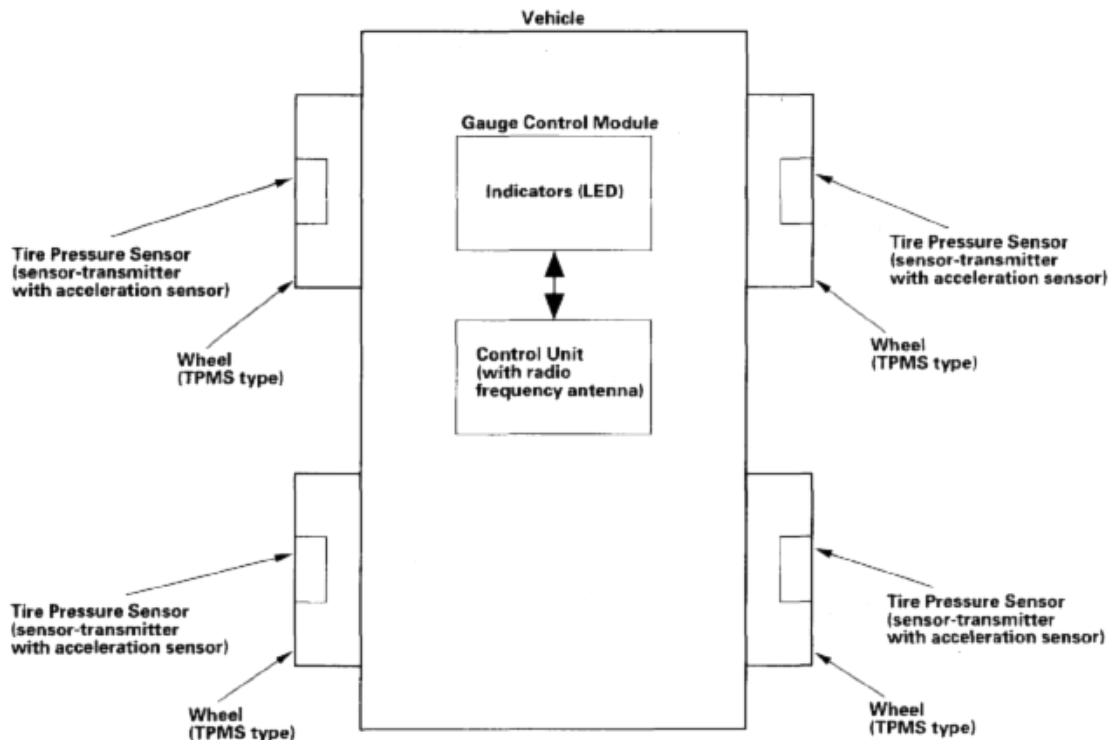 Vehicle
Gauge Control Module
Indicators (LED)
Tire Pressure Sensor
(sensor-transmitter
with acceleration sensor)
Tire Pressure Sensor
(sensor-transmitter
with acceleration sensor)
Wheel
(TPMS type)
Control Unit
(with radio
frequency antenna)
Wheel
(TPMS type)
Tire Pressure Sensor
(sensor-transmitter
with acceleration sensor)
Tire Pressure Sensor
(sensor-transmitter
with acceleration sensor)
Wheel
(TPMS type)
Wheel
(TPMS type)